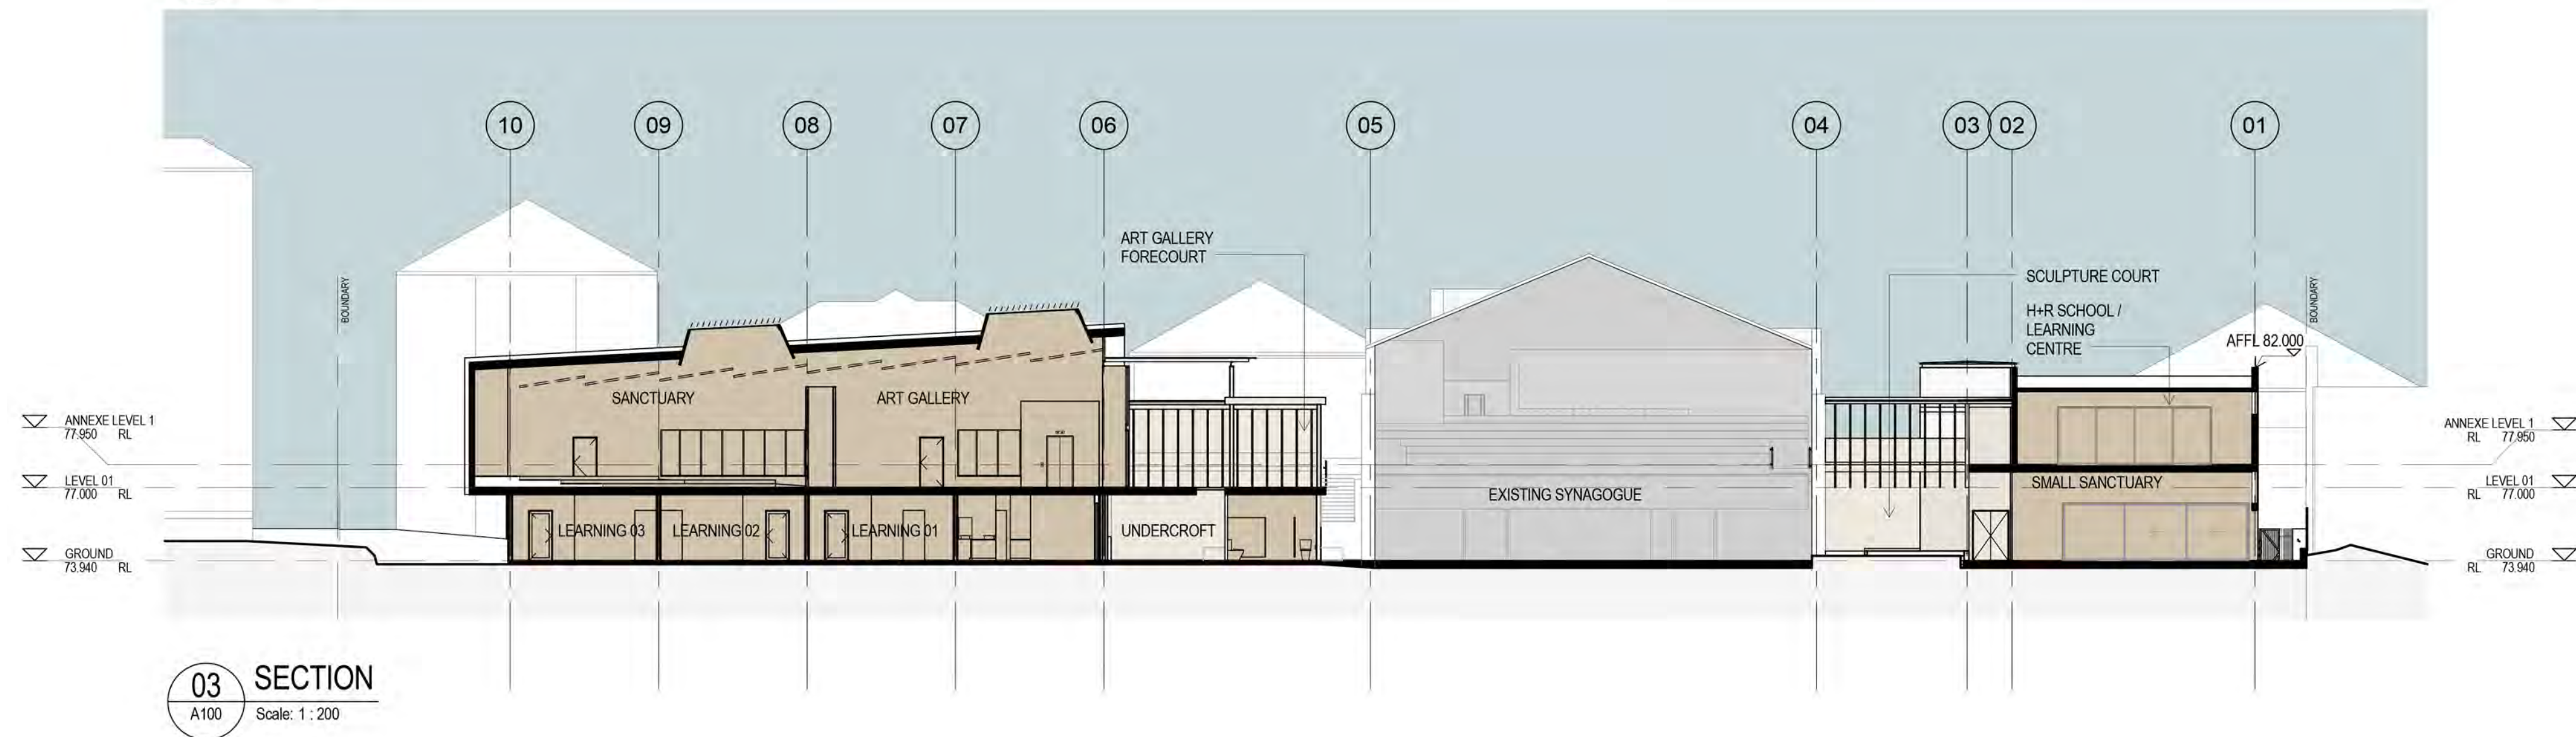 10 09 08 07 06 05 04 03 02 01
ART GALLERY
FORECOURT
BOUNDARY
SCULPTURE COURT
H+R SCHOOL /
LEARNING
CENTRE
BOUNDARY
AFFL 82.000
SANCTUARY
ART GALLERY
ANNEXE LEVEL 1
77.950 RL
ANNEXE LEVEL 1
RL 77.950
LEVEL 01
77.000 RL
EXISTING SYNAGOGUE
SMALL SANCTUARY
LEVEL 01
RL 77.000
LEARNING 03
LEARNING 02
LEARNING 01
UNDERCROFT
GROUND
73.940 RL
GROUND
RL 73.940
03
A100
SECTION
Scale: 1 : 200